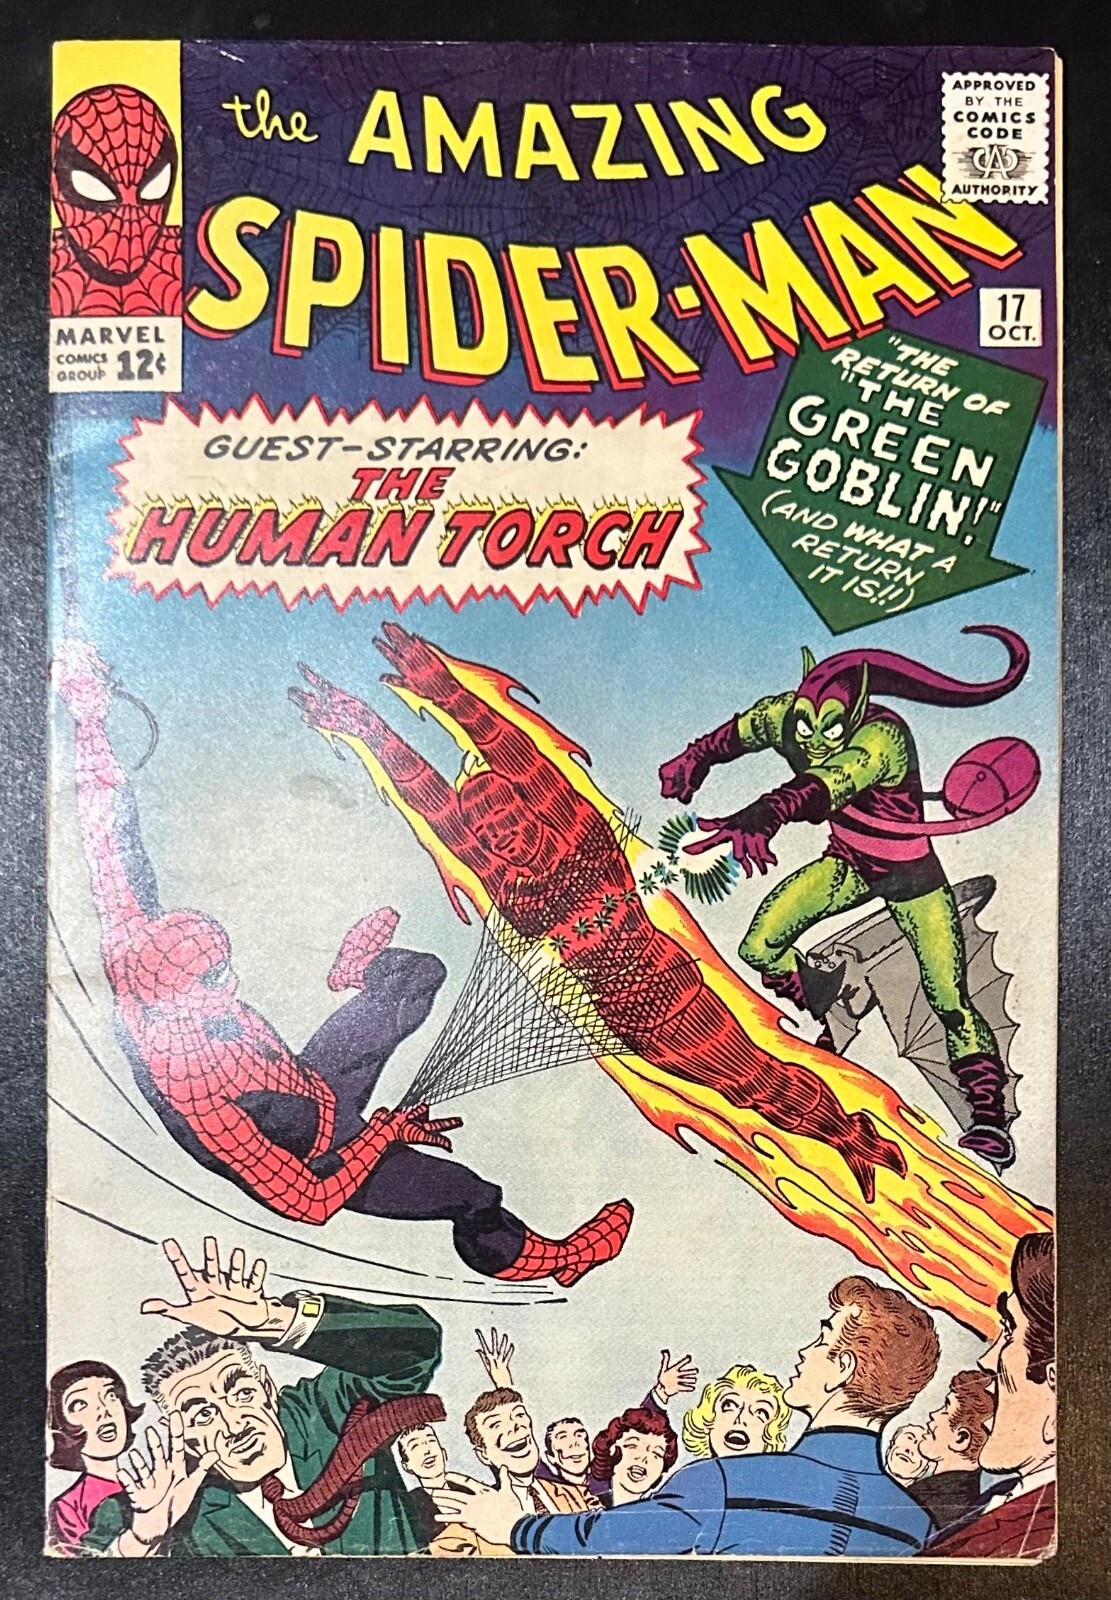 the AMAZING
SPIDER-MAN
APPROVED
BY THE
COMICS
CODE
CA
AUTHORITY
MARVEL
COMICS
GROUP 12¢
17
OCT.
"THE
RETURN OF
"THE
GREEN
GOBLIN!"
(AND WHAT A
RETURN
IT IS!!)
GUEST-STARRING:
THE
HUMAN TORCH